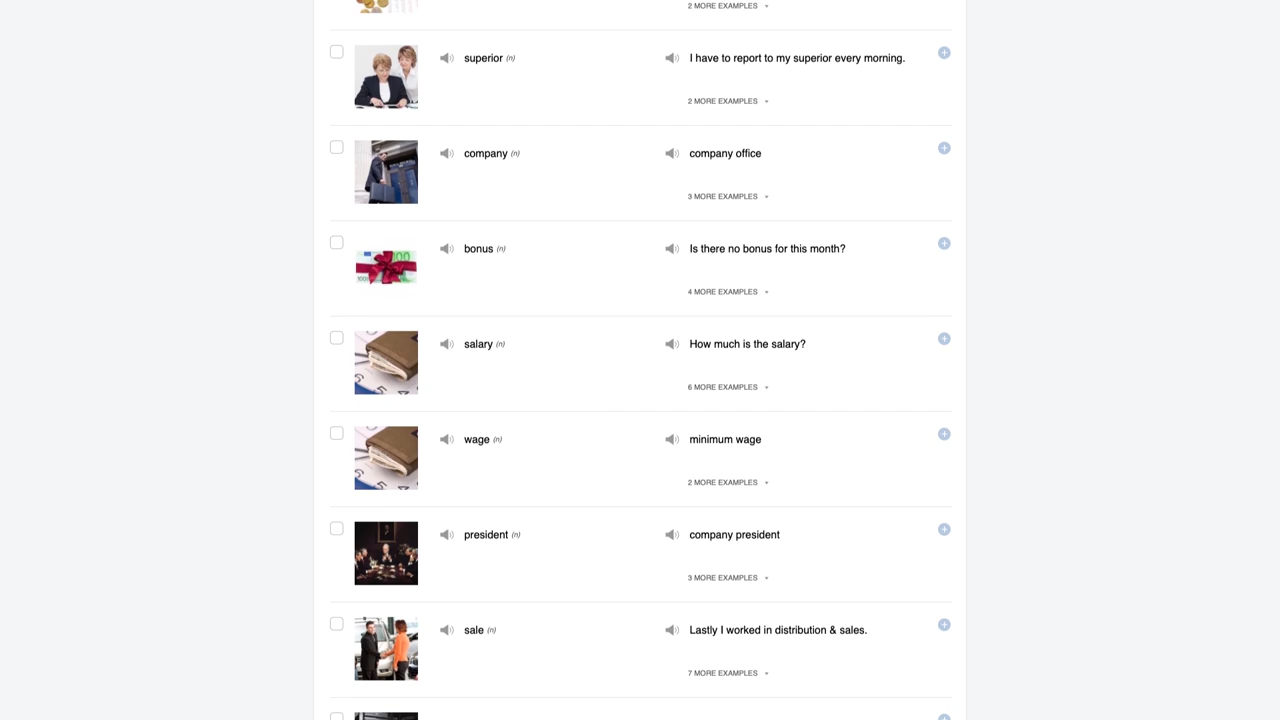 2 MORE EXAMPLES
superior (n)
I have to report to my superior every morning.
2 MORE EXAMPLES
company (n)
company office
3 MORE EXAMPLES
bonus (n)
Is there no bonus for this month?
4 MORE EXAMPLES
salary (n)
How much is the salary?
6 MORE EXAMPLES
wage (n)
minimum wage
2 MORE EXAMPLES
president (n)
company president
3 MORE EXAMPLES
sale (n)
Lastly I worked in distribution & sales.
7 MORE EXAMPLES